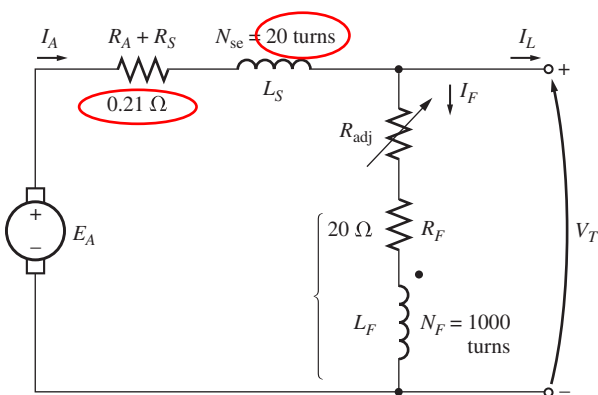 I_A R_A + R_S N_se = 20 turns I_L
+
0.21 Ω L_S I_F
R_adj
+
E_A 20 Ω R_F V_T
–
L_F N_F = 1000
turns
–